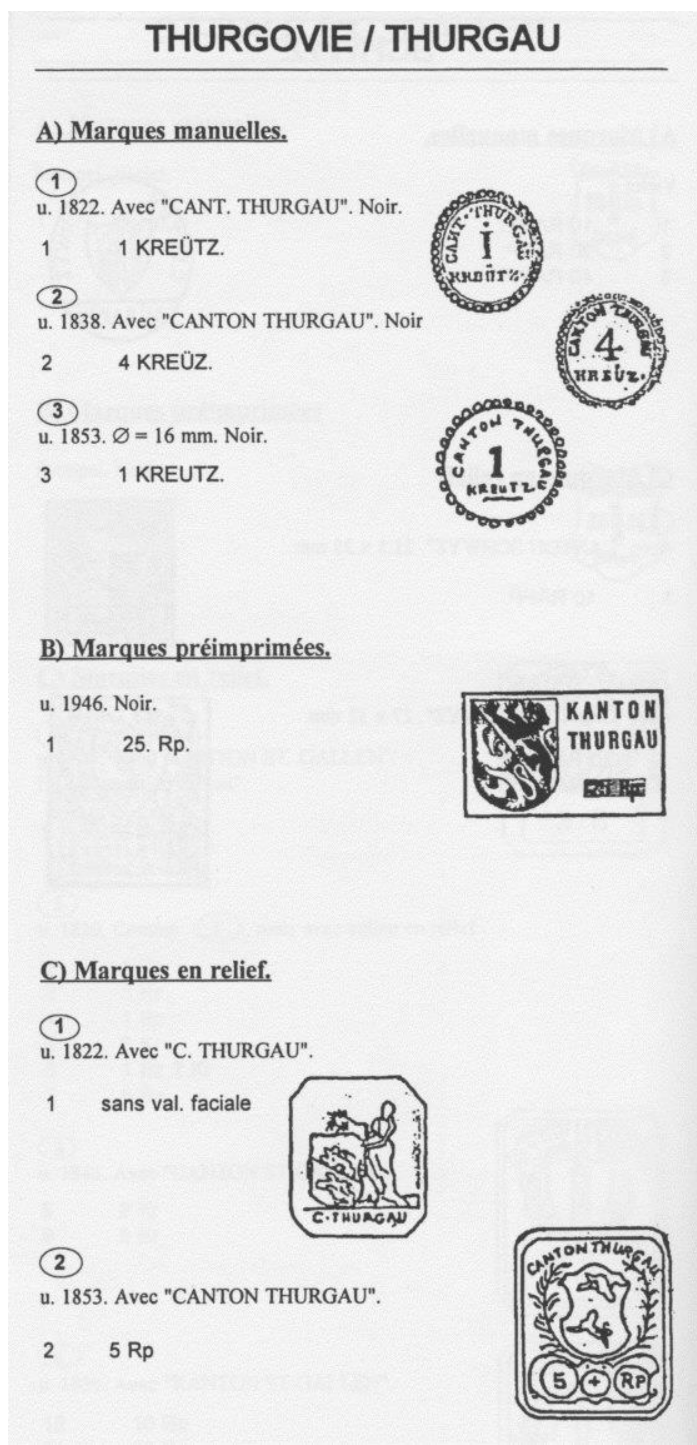 THURGOVIE / THURGAU
A) Marques manuelles.
1
u. 1822. Avec "CANT. THURGAU". Noir.
1 1 KREÜTZ.
CANT. THURGAU
1
KREÜTZ.
2
u. 1838. Avec "CANTON THURGAU". Noir
2 4 KREÜZ.
CANTON THURGAU
4
KREÜZ.
3
u. 1853. Ø = 16 mm. Noir.
3 1 KREUTZ.
CANTON THURGAU
1
KREUTZ.
B) Marques préimprimées.
u. 1946. Noir.
1 25. Rp.
KANTON
THURGAU
25 Rp.
C) Marques en relief.
1
u. 1822. Avec "C. THURGAU".
1 sans val. faciale
C·THURGAU
2
u. 1853. Avec "CANTON THURGAU".
2 5 Rp
CANTON THURGAU
5 + RP